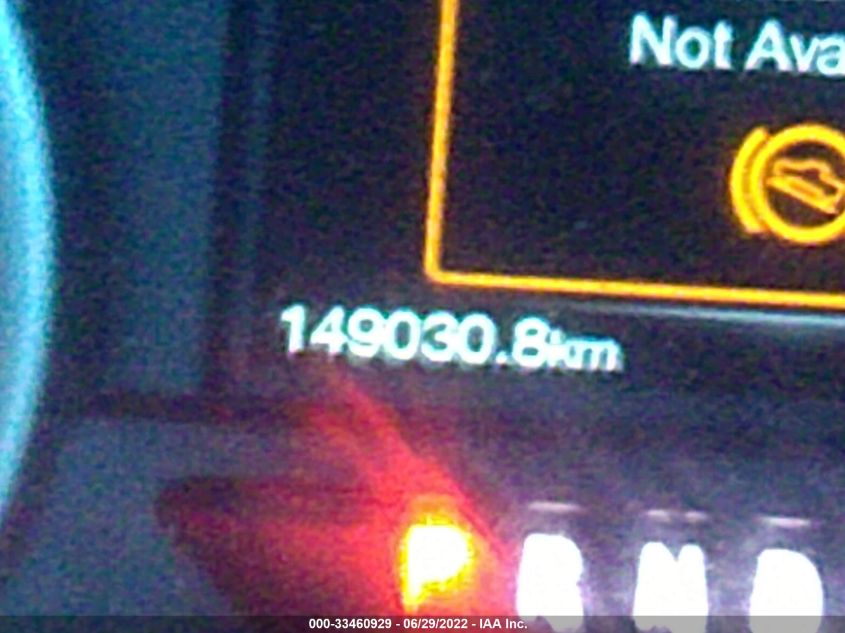 Not Ava
149030.8km
P R N D
000-33460929 - 06/29/2022 - IAA Inc.